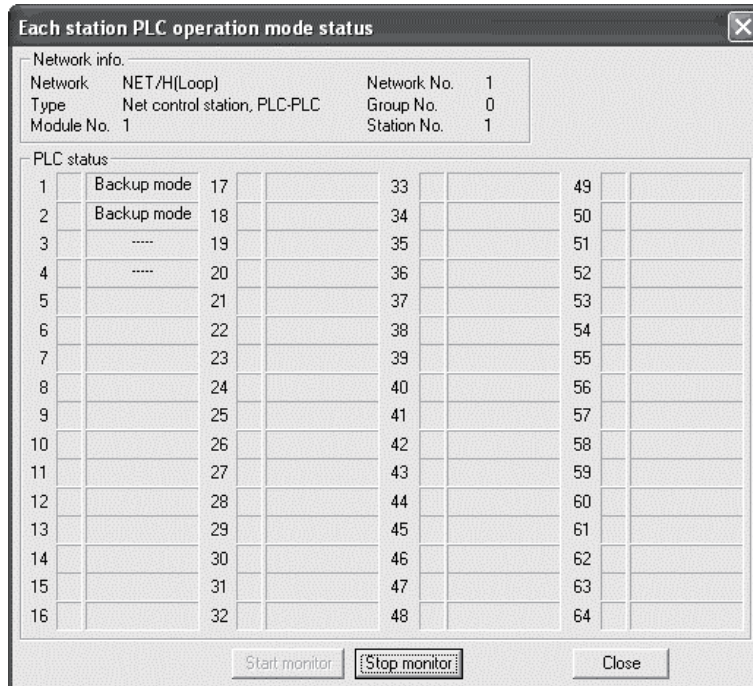 Each station PLC operation mode status
Network info.
Network NET/H(Loop) Network No. 1
Type Net control station, PLC-PLC Group No. 0
Module No. 1 Station No. 1
PLC status
1 Backup mode 17 33 49
2 Backup mode 18 34 50
3 ----- 19 35 51
4 ----- 20 36 52
5 21 37 53
6 22 38 54
7 23 39 55
8 24 40 56
9 25 41 57
10 26 42 58
11 27 43 59
12 28 44 60
13 29 45 61
14 30 46 62
15 31 47 63
16 32 48 64
Start monitor Stop monitor Close